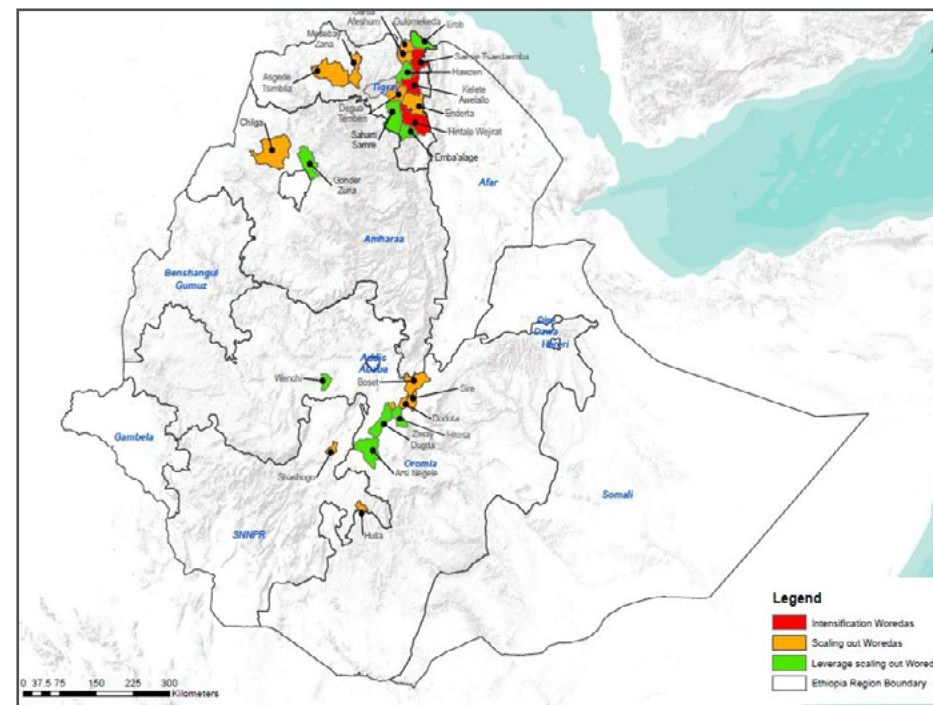 Afeshum
Gulomekeda
Erob
Medebay
Zana
Saesie Tsaedaemba
Hawzen
Asgede
Tsimbila
Tigray
Kelete
Awelallo
Degua
Temben
Enderta
Chilga
Saharti
Samre
Hintalo Wejirat
Emba'alage
Gonder
Zuria
Afar
Amharaa
Benshangul
Gumuz
Dire
Dawa
Hareri
Addis
Ababa
Wenchi
Boset
Sire
Dodota
Hitosa
Ziway
Dugda
Gambela
Oromia
Shashogo
Arsi Negele
Somali
SNNPR
Hula
Legend
Intensification Woredas
Scaling out Woredas
Leverage scaling out Wored
Ethiopia Region Boundary
0 37.5 75 150 225 300
Kilometers